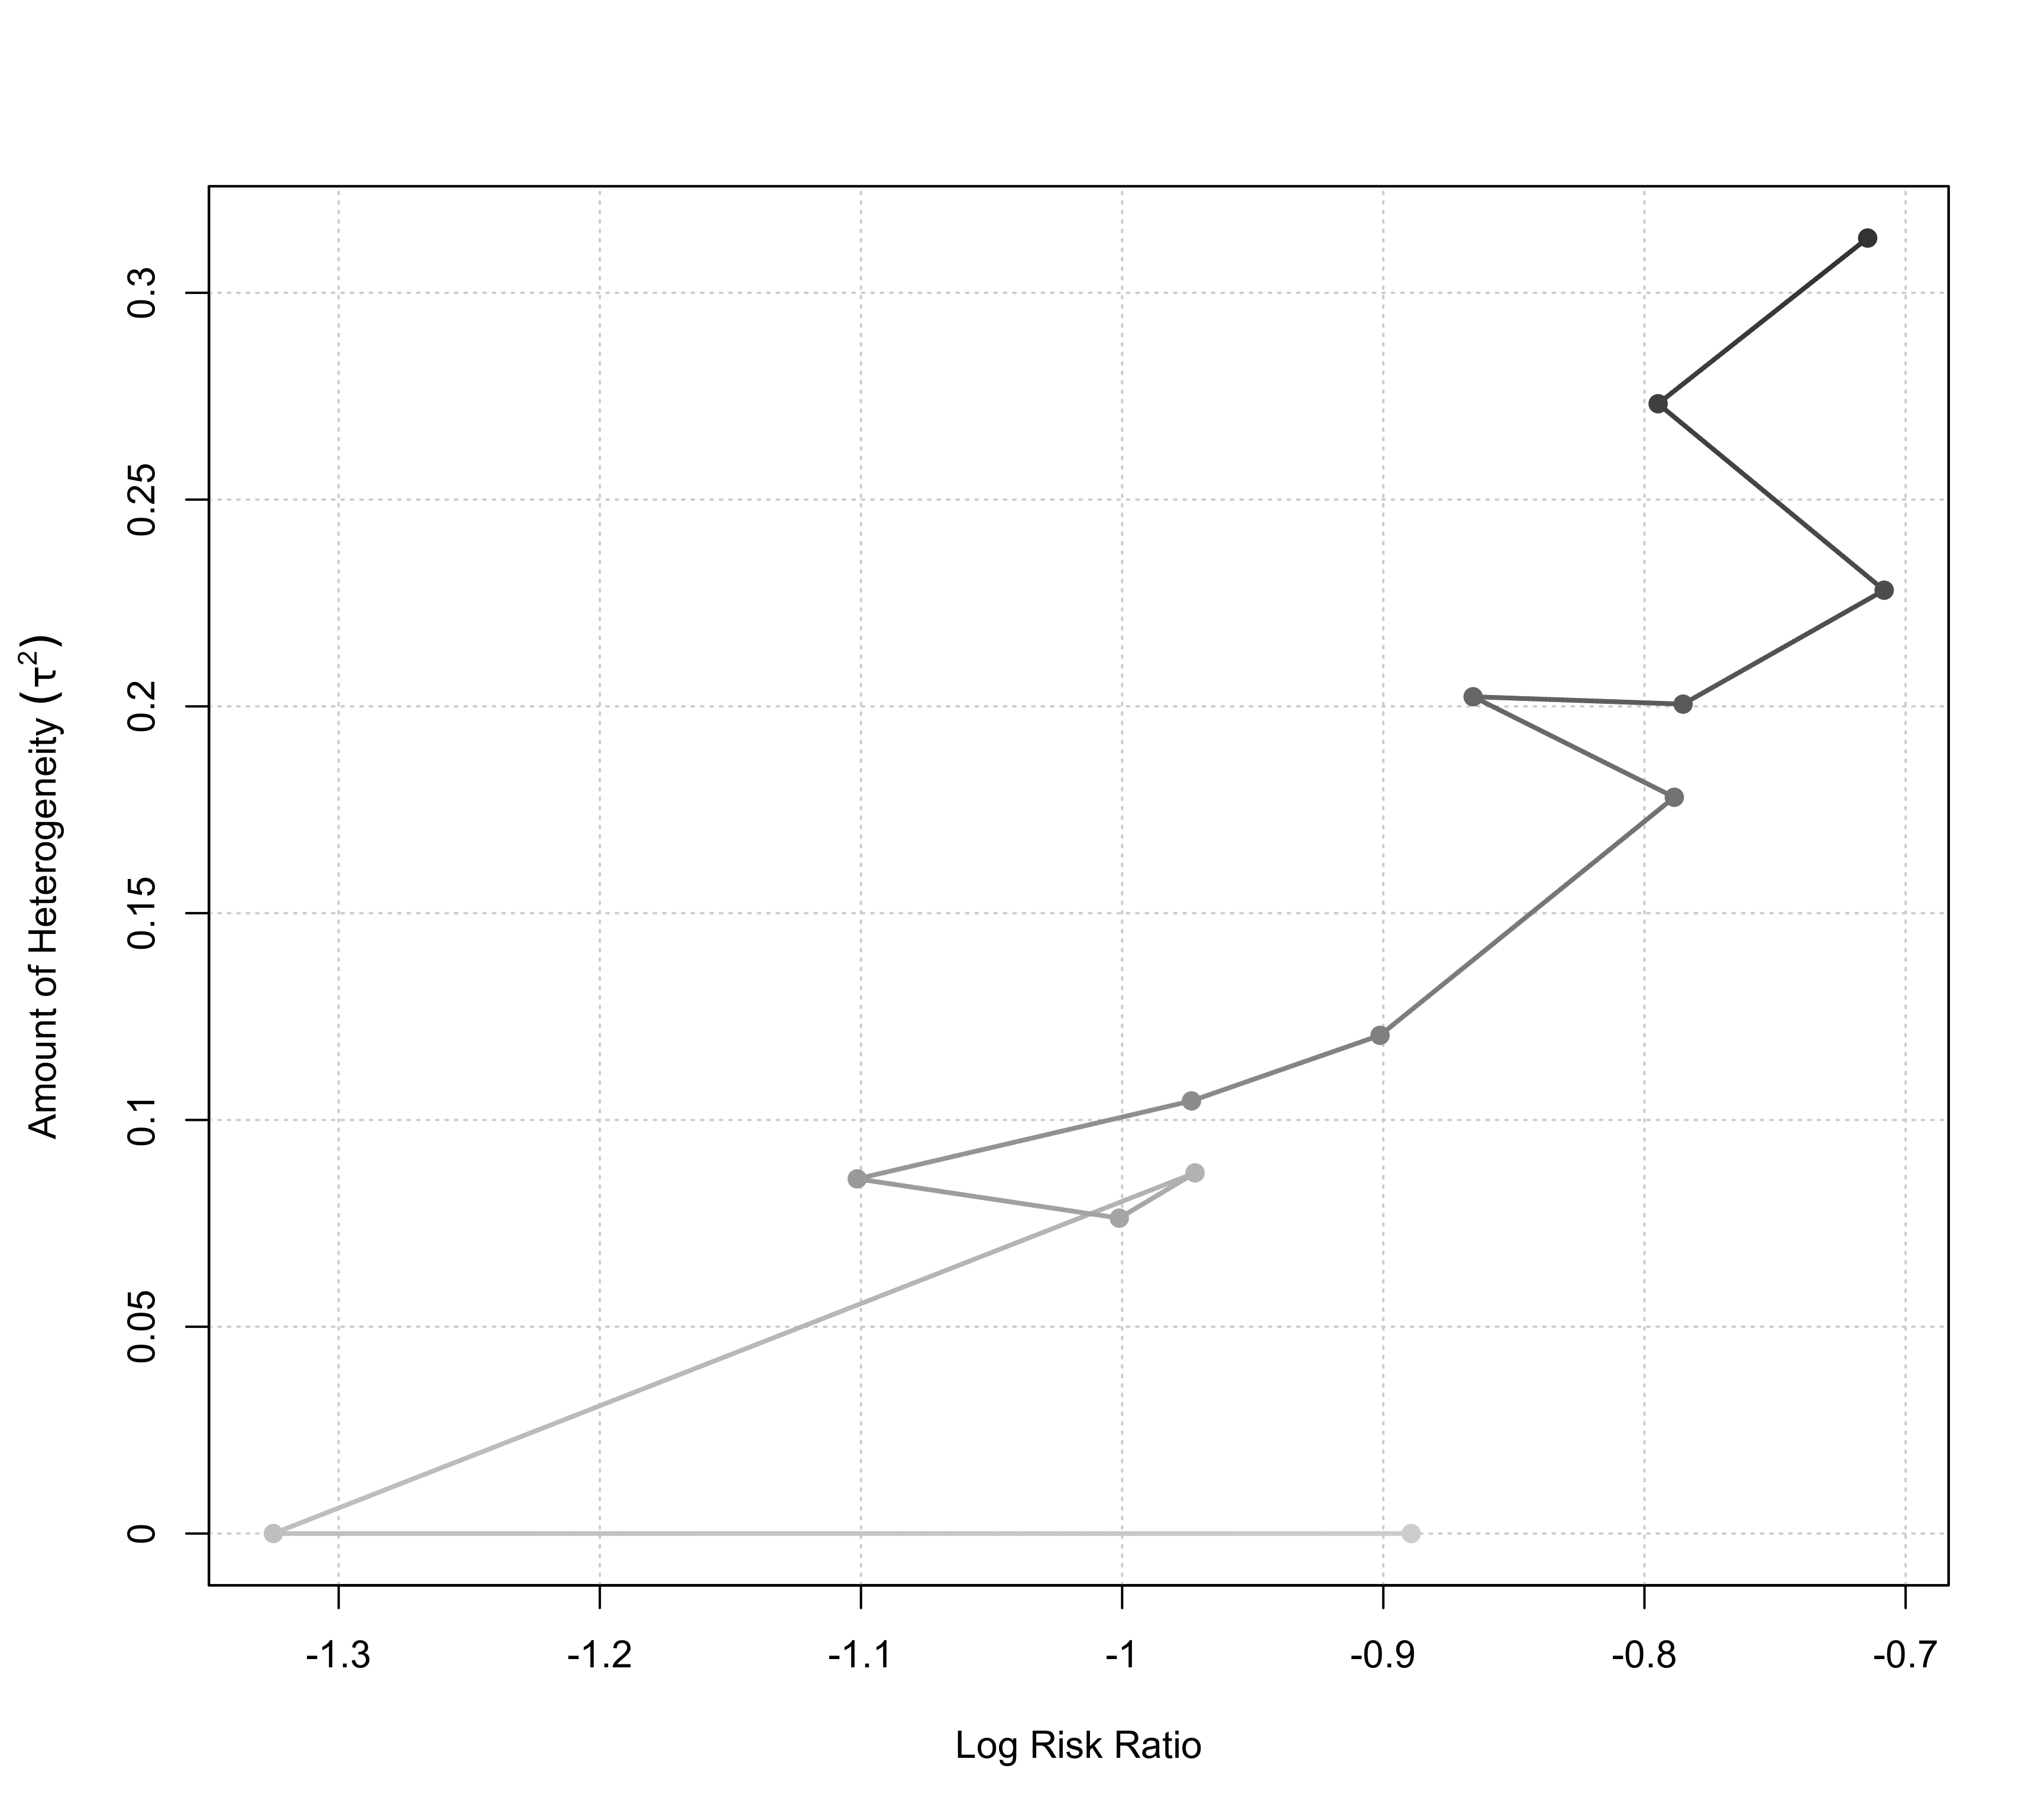 Amount of Heterogeneity (τ²)
0.3
0.25
0.2
0.15
0.1
0.05
0
-1.3 -1.2 -1.1 -1 -0.9 -0.8 -0.7
Log Risk Ratio